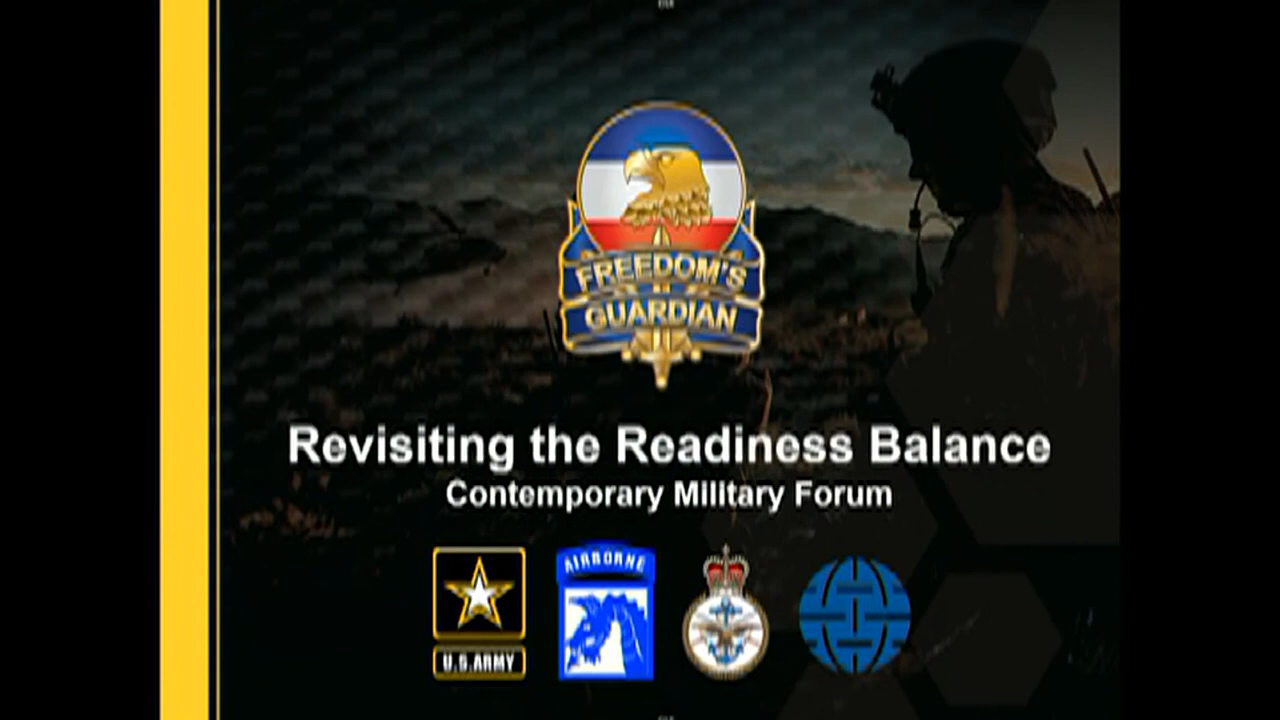 FREEDOM'S
GUARDIAN
Revisiting the Readiness Balance
Contemporary Military Forum
AIRBORNE
U.S.ARMY